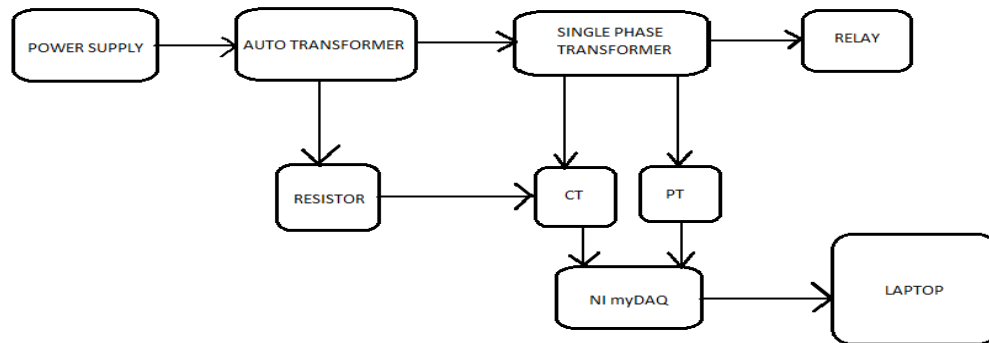 POWER SUPPLY
AUTO TRANSFORMER
SINGLE PHASE
TRANSFORMER
RELAY
RESISTOR
CT
PT
NI myDAQ
LAPTOP